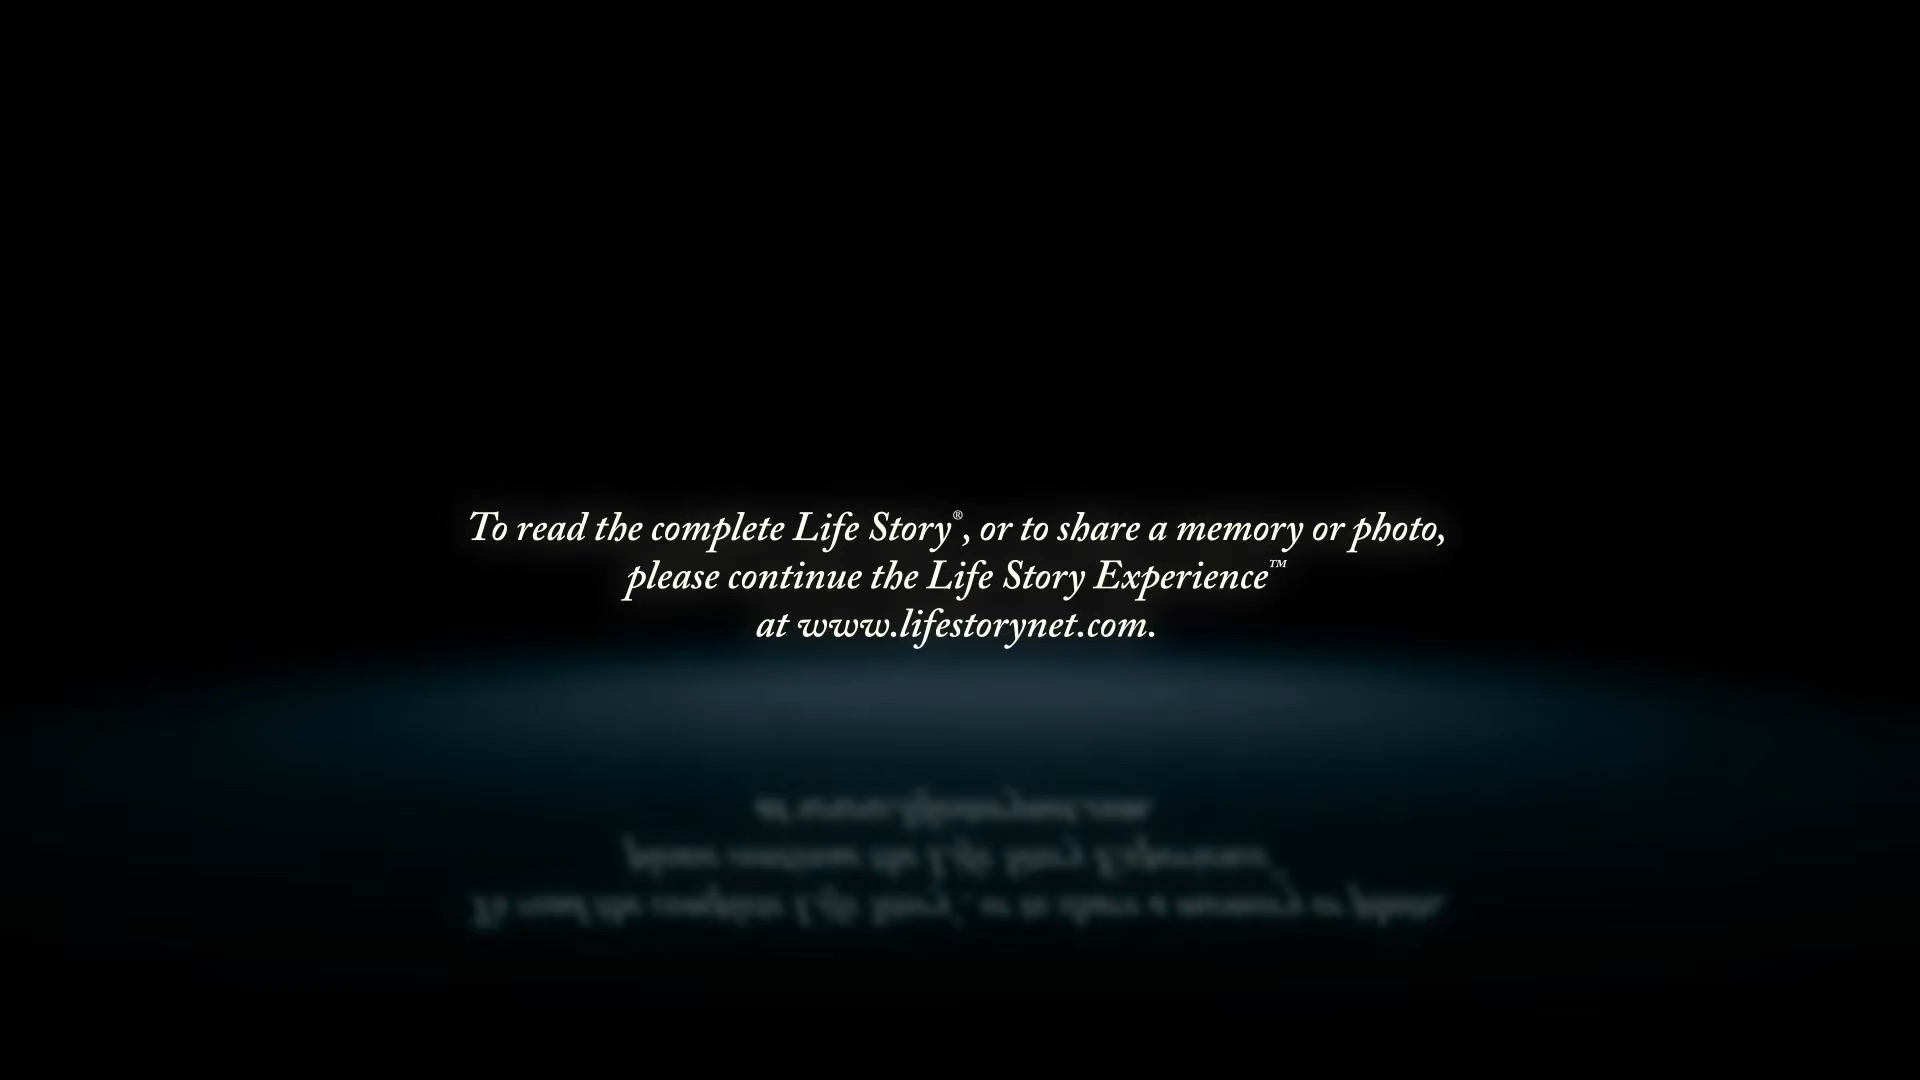 To read the complete Life Story®, or to share a memory or photo,
please continue the Life Story Experience™
at www.lifestorynet.com.